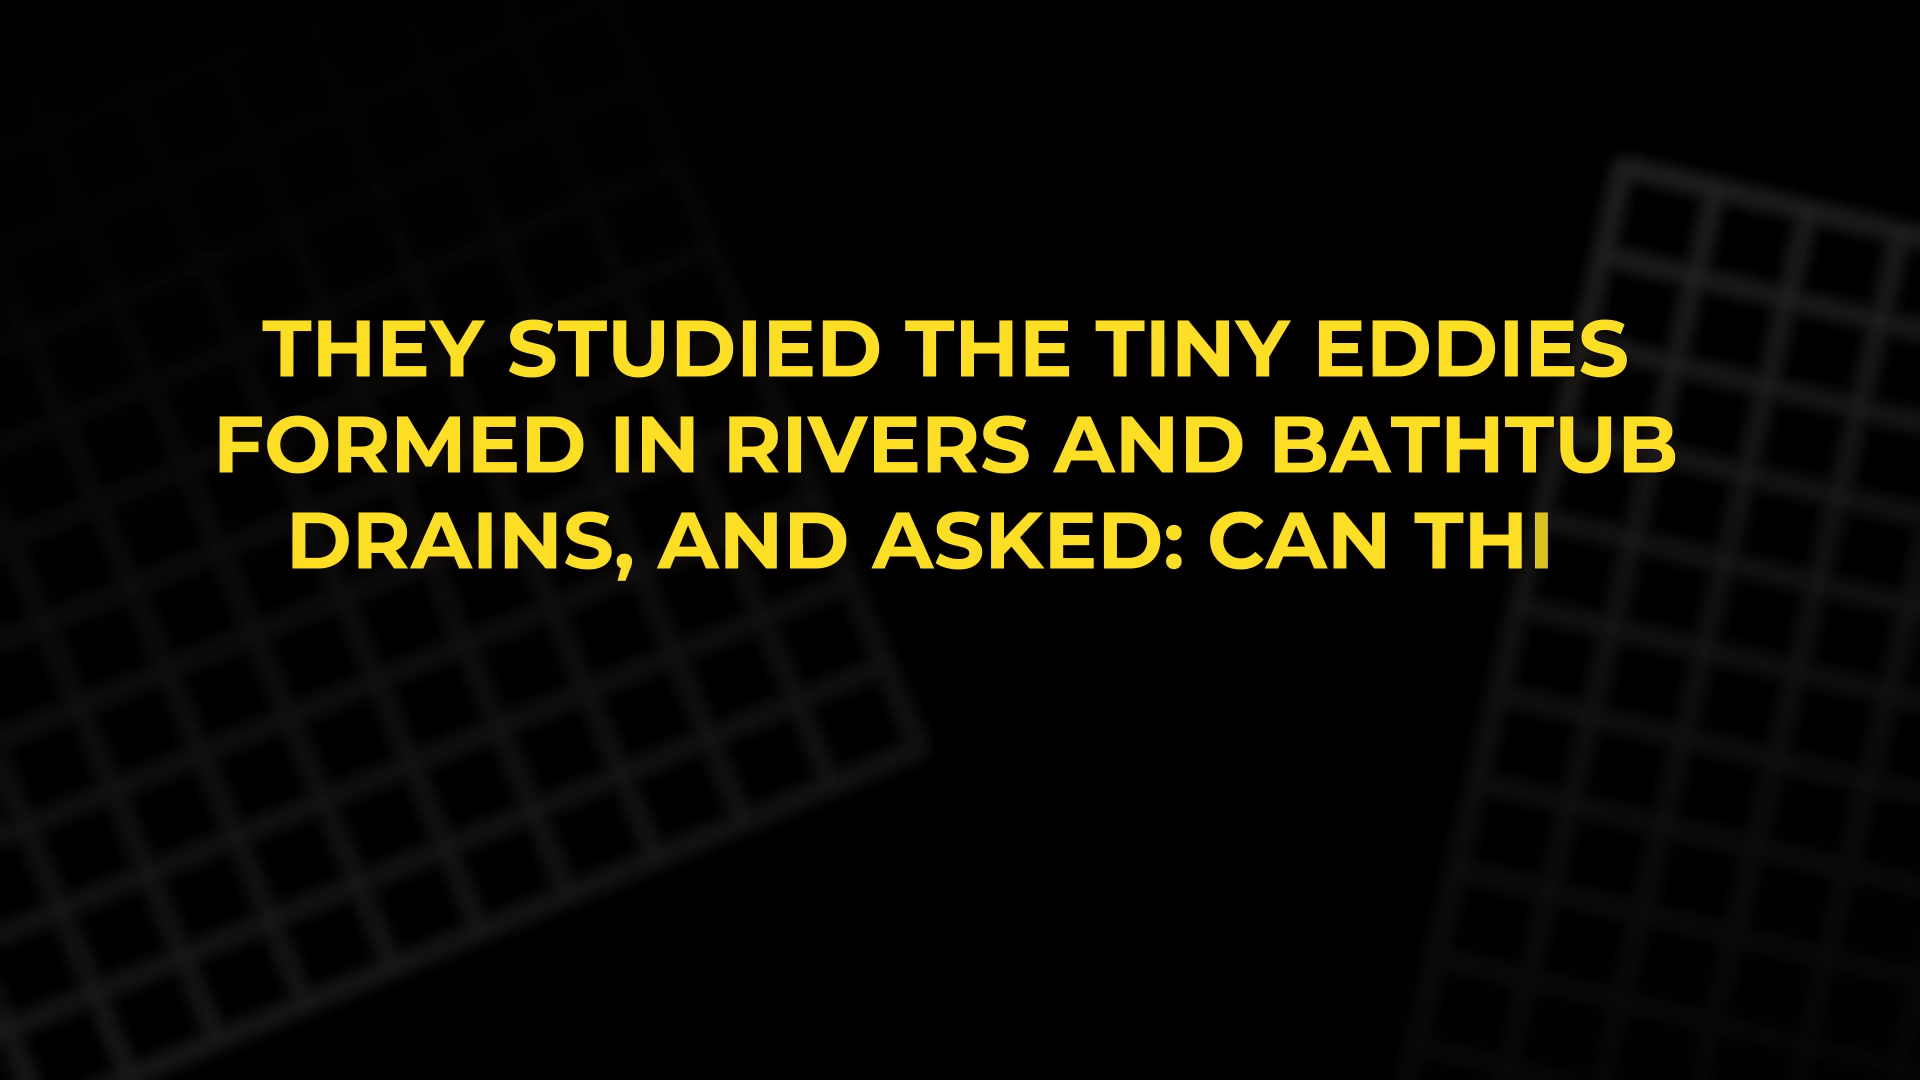 THEY STUDIED THE TINY EDDIES
FORMED IN RIVERS AND BATHTUB
DRAINS, AND ASKED: CAN THI